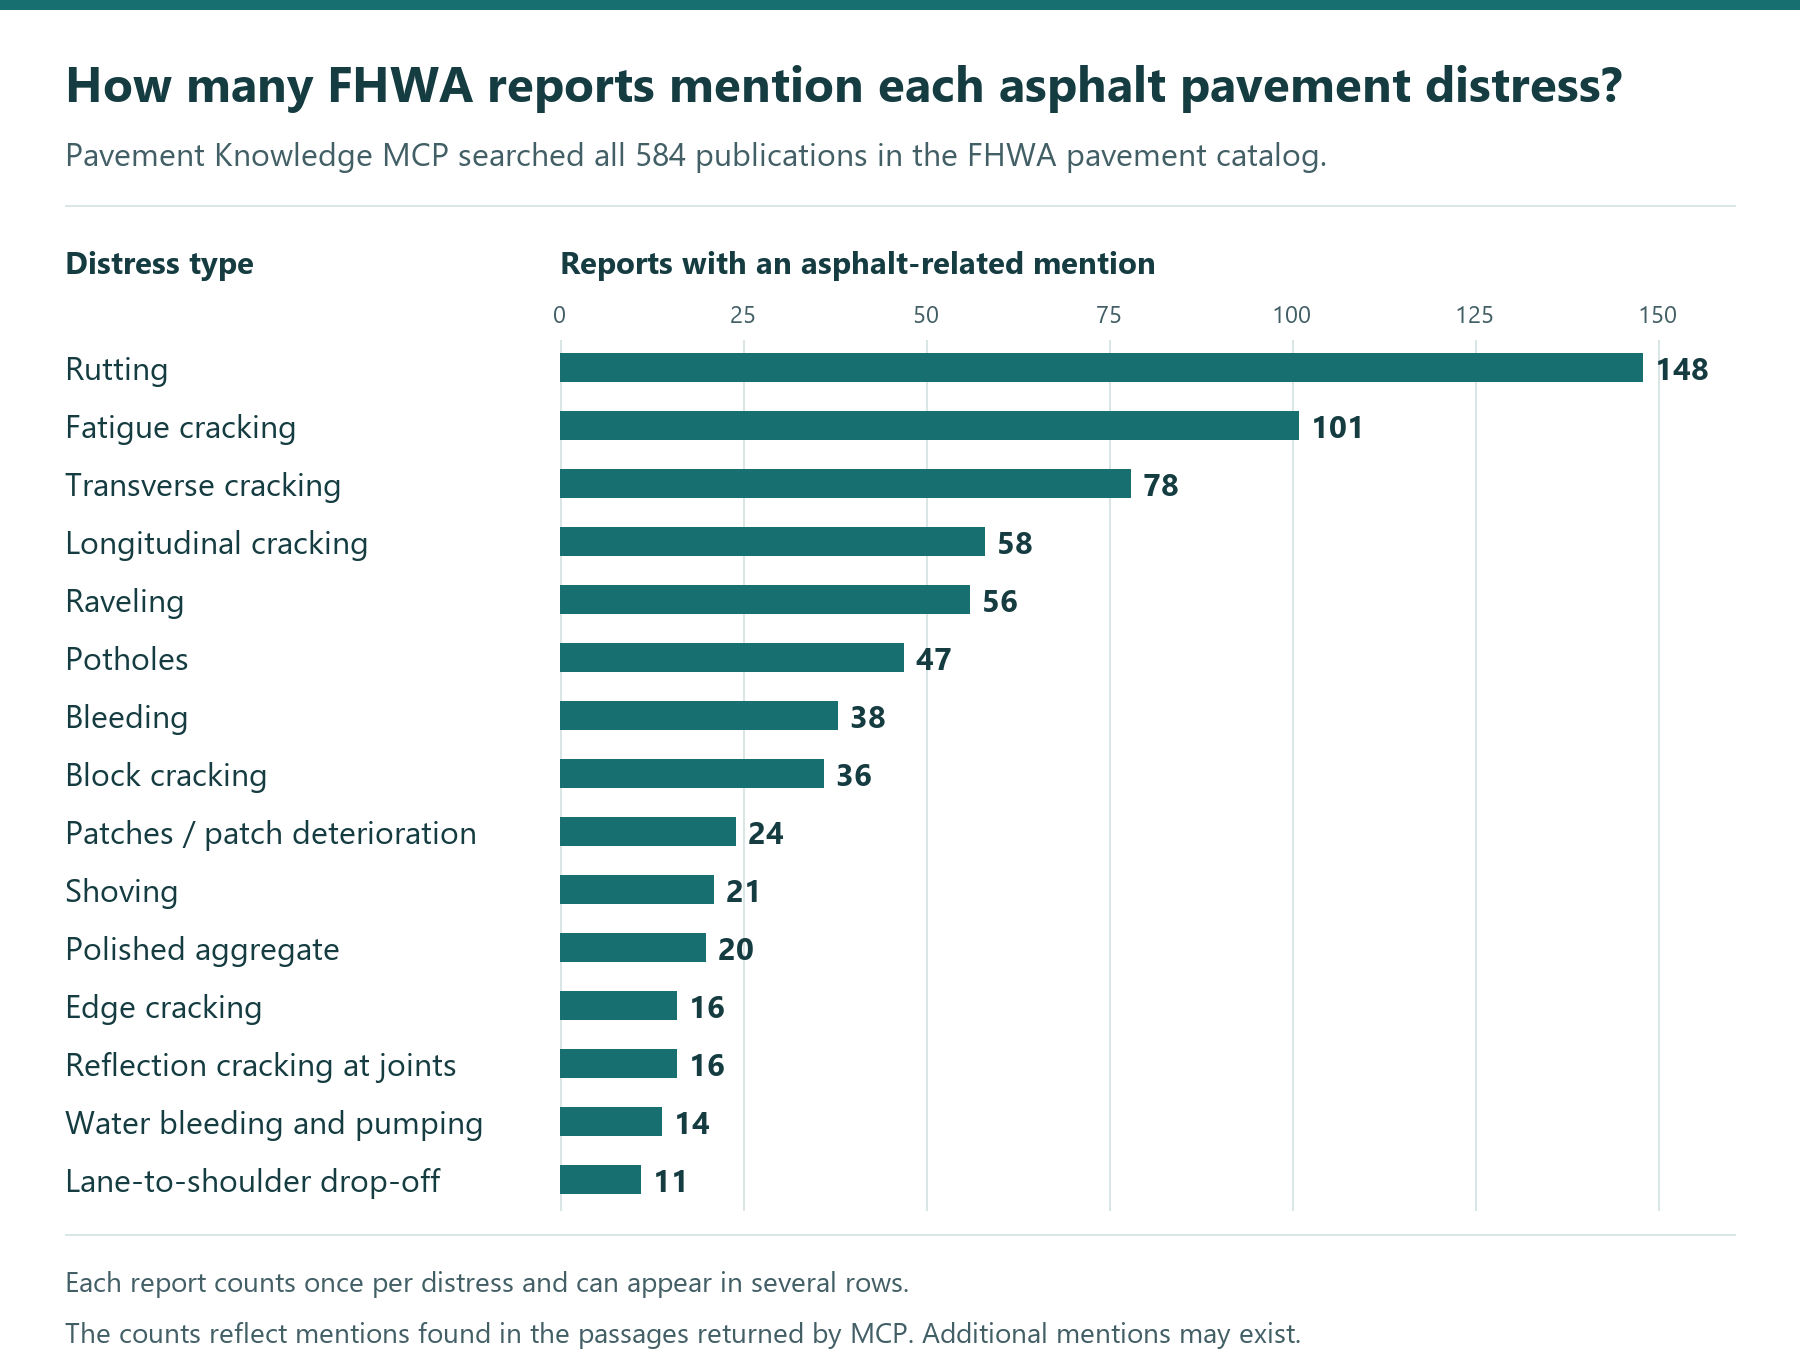 How many FHWA reports mention each asphalt pavement distress?
Pavement Knowledge MCP searched all 584 publications in the FHWA pavement catalog.
Distress type
Reports with an asphalt-related mention
0 25 50 75 100 125 150
Rutting 148
Fatigue cracking 101
Transverse cracking 78
Longitudinal cracking 58
Raveling 56
Potholes 47
Bleeding 38
Block cracking 36
Patches / patch deterioration 24
Shoving 21
Polished aggregate 20
Edge cracking 16
Reflection cracking at joints 16
Water bleeding and pumping 14
Lane-to-shoulder drop-off 11
Each report counts once per distress and can appear in several rows.
The counts reflect mentions found in the passages returned by MCP. Additional mentions may exist.